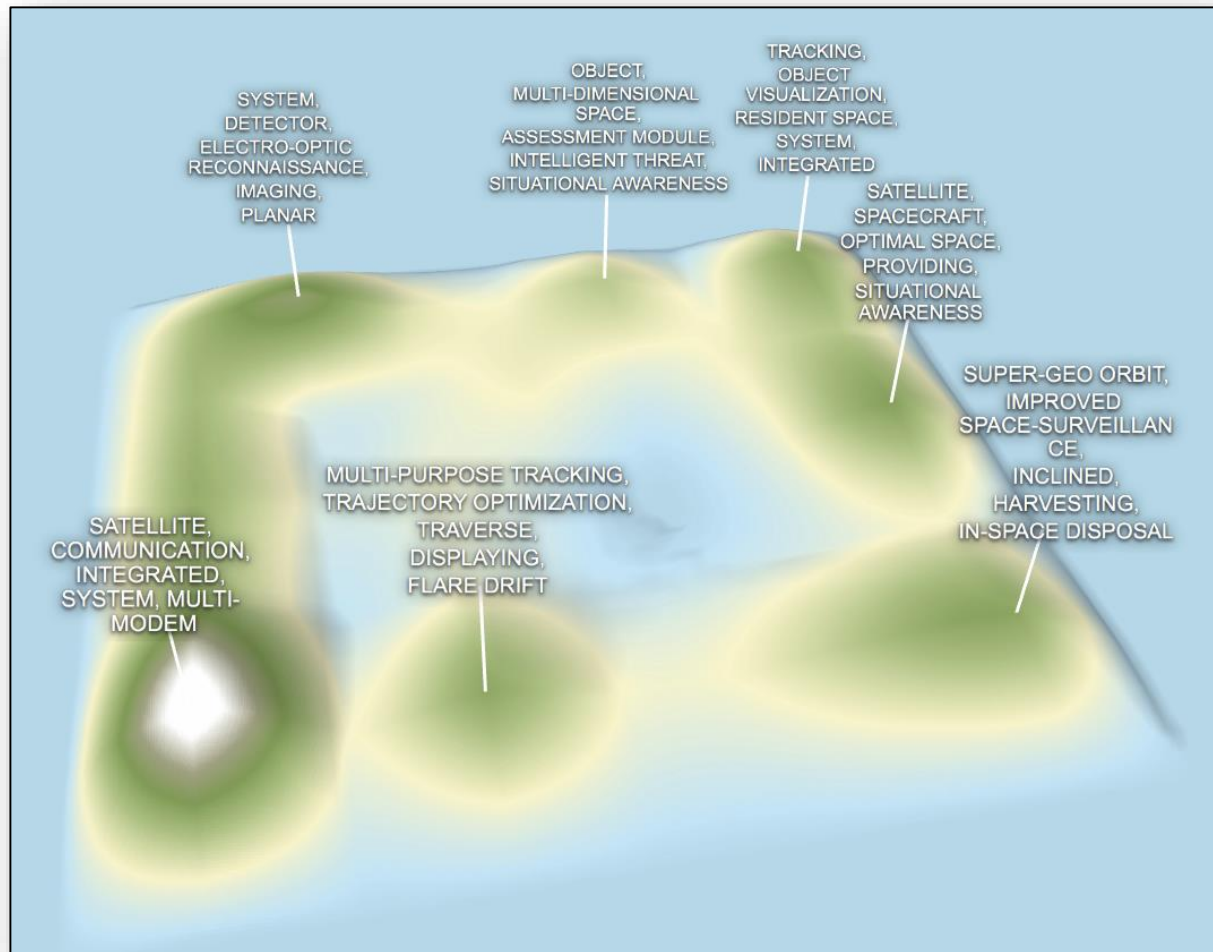 SYSTEM,
DETECTOR,
ELECTRO-OPTIC
RECONNAISSANCE,
IMAGING,
PLANAR
OBJECT,
MULTI-DIMENSIONAL
SPACE,
ASSESSMENT MODULE,
INTELLIGENT THREAT,
SITUATIONAL AWARENESS
TRACKING,
OBJECT
VISUALIZATION,
RESIDENT SPACE,
SYSTEM,
INTEGRATED
SATELLITE,
SPACECRAFT,
OPTIMAL SPACE,
PROVIDING,
SITUATIONAL
AWARENESS
SUPER-GEO ORBIT,
IMPROVED
SPACE-SURVEILLAN
CE,
INCLINED,
HARVESTING,
IN-SPACE DISPOSAL
MULTI-PURPOSE TRACKING,
TRAJECTORY OPTIMIZATION,
TRAVERSE,
DISPLAYING,
FLARE DRIFT
SATELLITE,
COMMUNICATION,
INTEGRATED,
SYSTEM, MULTI-
MODEM